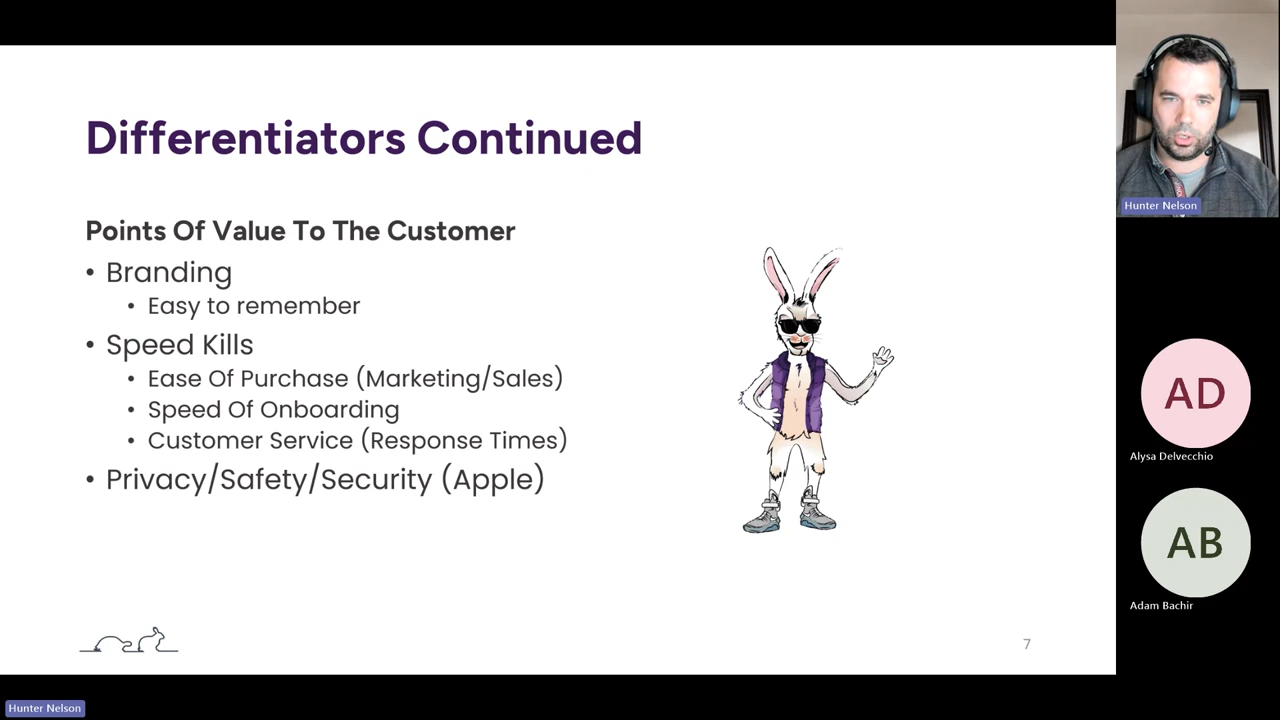 Differentiators Continued
Points Of Value To The Customer
• Branding
• Easy to remember
• Speed Kills
• Ease Of Purchase (Marketing/Sales)
• Speed Of Onboarding
• Customer Service (Response Times)
• Privacy/Safety/Security (Apple)
7
Hunter Nelson
AD
Alysa Delvecchio
AB
Adam Bachir
Hunter Nelson